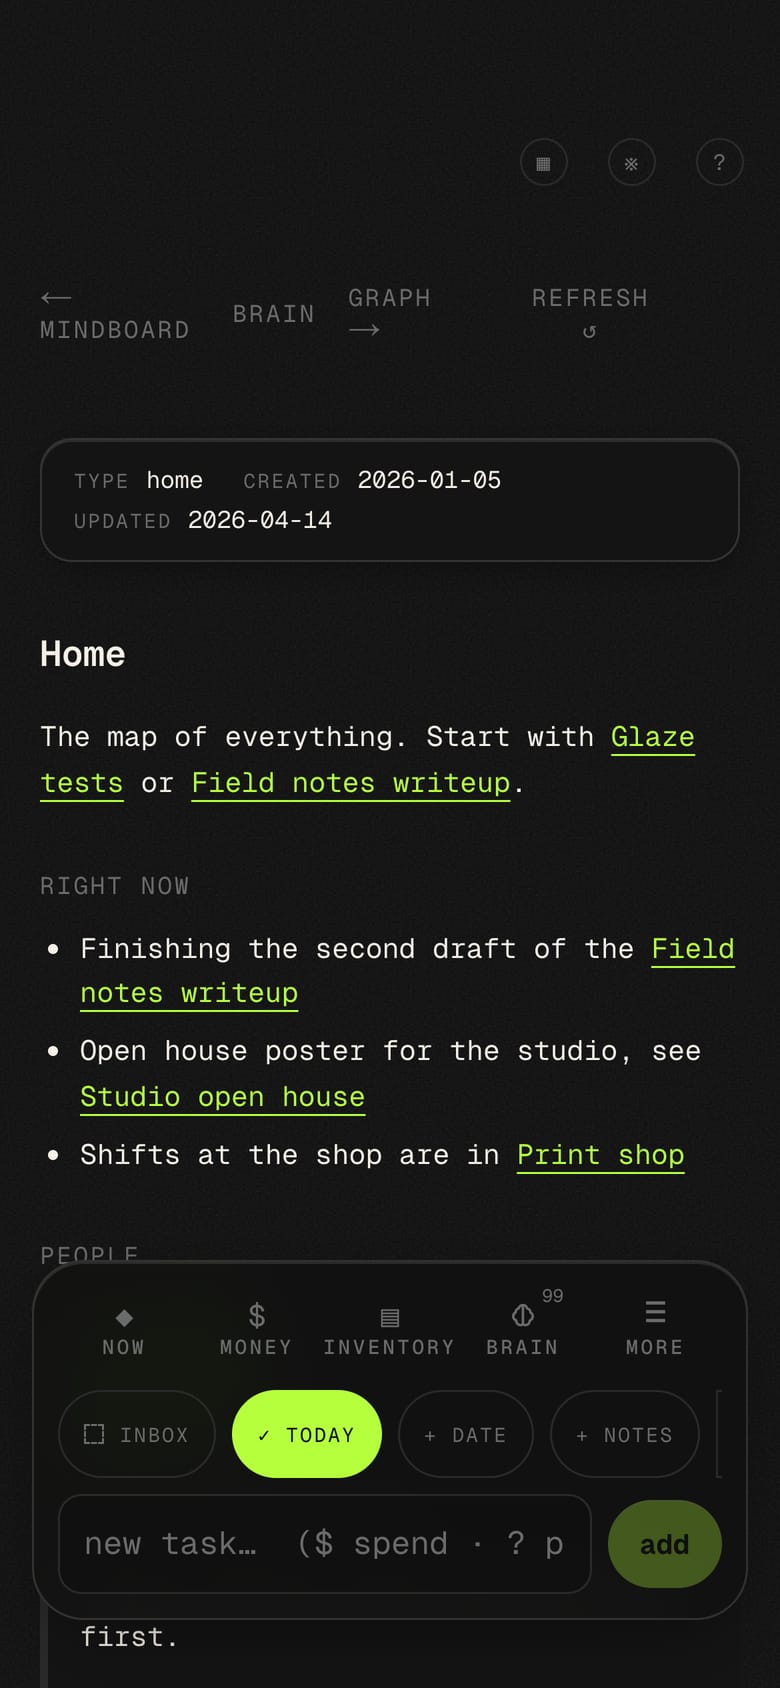 ?
← MINDBOARD BRAIN GRAPH → REFRESH ↺
TYPE home CREATED 2026-01-05
UPDATED 2026-04-14
Home
The map of everything. Start with Glaze
tests or Field notes writeup.
RIGHT NOW
• Finishing the second draft of the Field
notes writeup
• Open house poster for the studio, see
Studio open house
• Shifts at the shop are in Print shop
PEOPLE
99
NOW $ MONEY INVENTORY BRAIN MORE
INBOX ✓ TODAY + DATE + NOTES
new task… ($ spend · ? p
add
first.